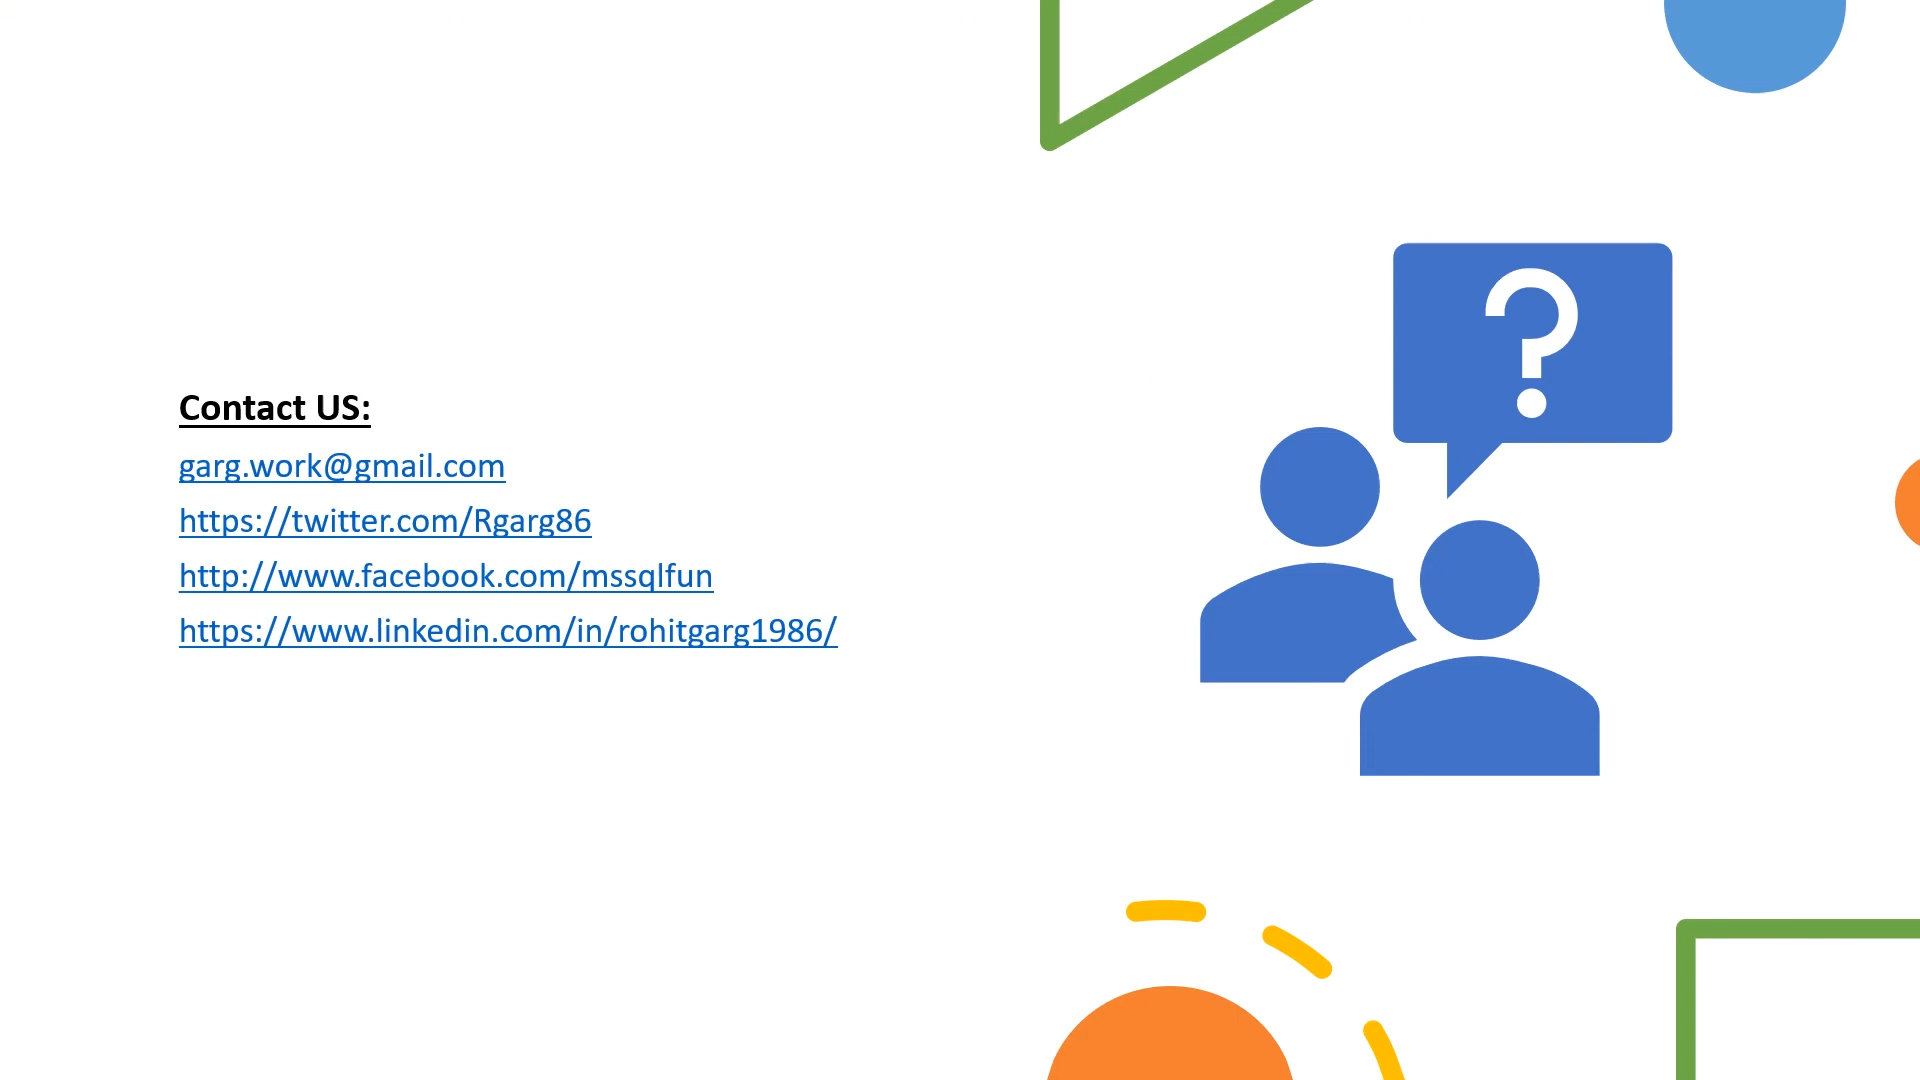 Contact US:
garg.work@gmail.com
https://twitter.com/Rgarg86
http://www.facebook.com/mssqlfun
https://www.linkedin.com/in/rohitgarg1986/
?